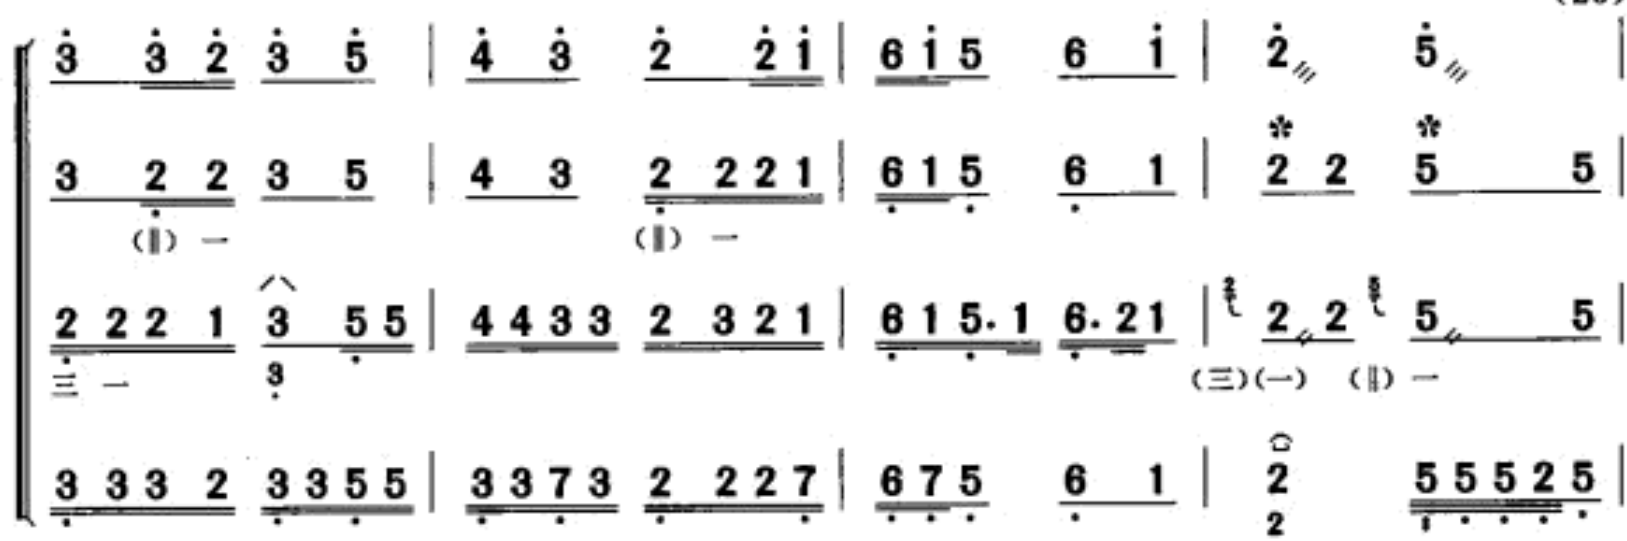 3̇ 3̇ 2̇ 3̇ 5̇ | 4̇ 3̇ 2̇ 2̇ 1̇ | 6 1̇ 5 6 1̇ | 2̇ 5̇ |
3 2 2 3 5 | 4 3 2 2 2 1 | 6 1 5 6 1 | 2 2 5 5 |
(〢) 一 (〢) 一
2 2 2 1 3 5 5 | 4 4 3 3 2 3 2 1 | 6 1 5. 1 6. 2 1 | 2 2 5 5 |
三 一 3 (三)(一) (〢) 一
3 3 3 2 3 3 5 5 | 3 3 7 3 2 2 2 7 | 6 7 5 6 1 | 2 5 5 5 2 5 |
2